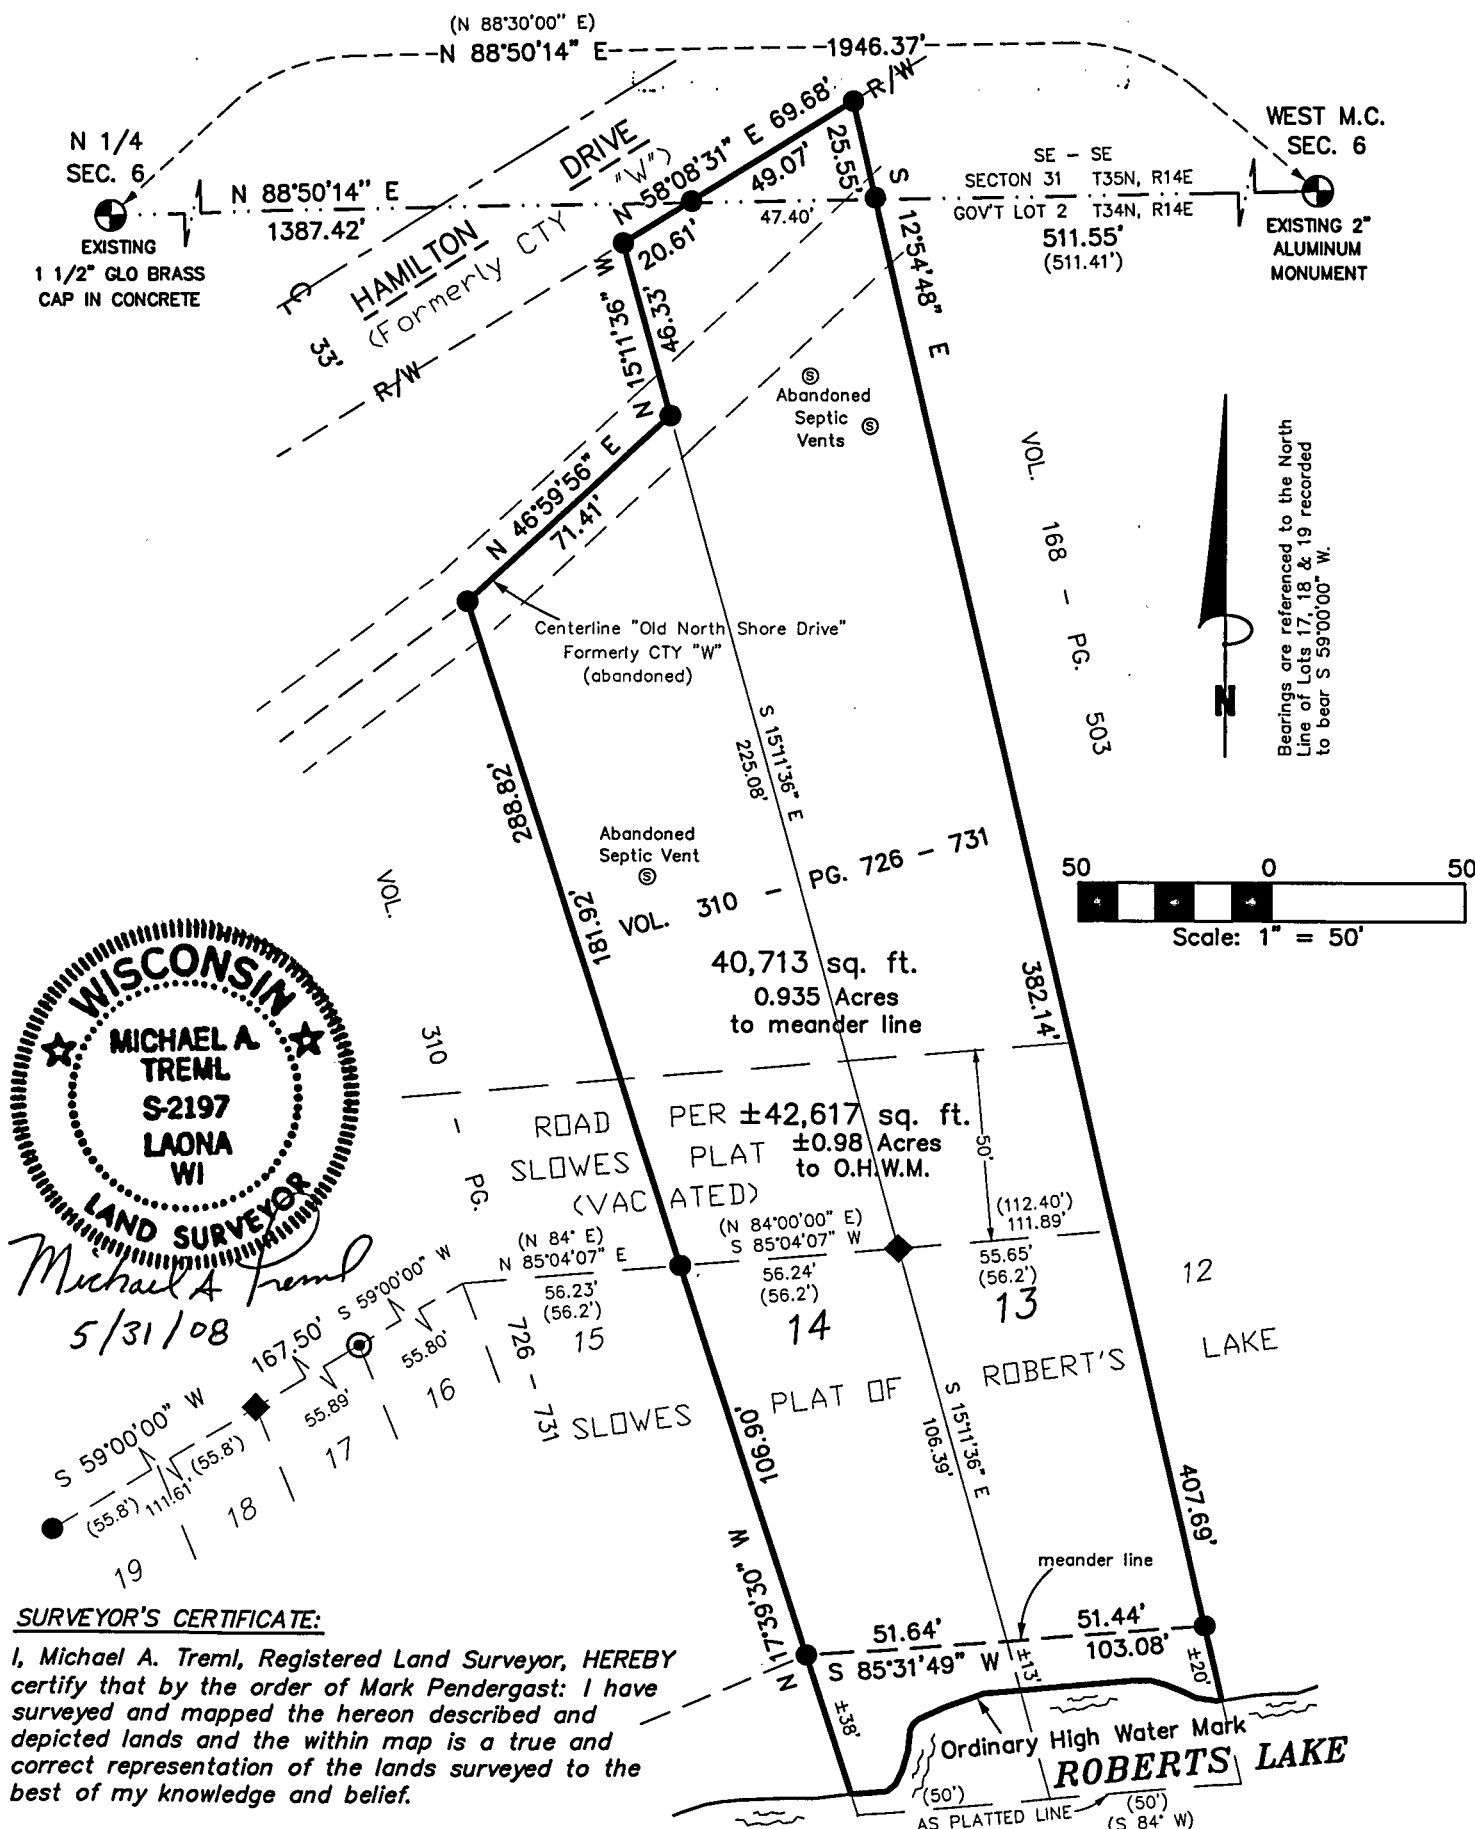 (N 88°30'00" E)
N 88°50'14" E
1946.37'
N 1/4
SEC. 6
EXISTING
1 1/2" GLO BRASS
CAP IN CONCRETE
N 88°50'14" E
1387.42'
WEST M.C.
SEC. 6
EXISTING 2"
ALUMINUM
MONUMENT
SE - SE
SECTON 31 T35N, R14E
GOV'T LOT 2 T34N, R14E
511.55'
(511.41')
HAMILTON DRIVE
(Formerly CTY "W")
33'
R/W
R/W
N 58°08'31" E 69.68'
49.07'
20.61'
47.40'
25.55'
S 12°54'48" E
N 15°11'36" W
46.33'
N 46°59'56" E
71.41'
Abandoned
Septic
Vents
S
S
Centerline "Old North Shore Drive"
Formerly CTY "W"
(abandoned)
VOL. 168 - PG. 503
N
Bearings are referenced to the North
Line of Lots 17, 18 & 19 recorded
to bear S 59°00'00" W.
50 0 50
Scale: 1" = 50'
S 15°11'36" E
225.08'
288.82'
181.92'
Abandoned
Septic Vent
S
VOL. 310 - PG. 726 - 731
40,713 sq. ft.
0.935 Acres
to meander line
382.14'
VOL. 310 - PG. 726 - 731
WISCONSIN
MICHAEL A.
TREML
S-2197
LAONA
WI
LAND SURVEYOR
Michael A Treml
5/31/08
ROAD PER
SLOWES PLAT
(VACATED)
±42,617 sq. ft.
±0.98 Acres
to O.H.W.M.
50'
(112.40')
111.89'
(N 84° E)
N 85°04'07" E
56.23'
(56.2')
15
(N 84°00'00" E)
S 85°04'07" W
56.24'
(56.2')
14
55.65'
(56.2')
13
12
S 59°00'00" W
167.50'
55.80'
16
55.89'
17
S 59°00'00" W
(55.8')
111.61'
(55.8')
18
19
SLOWES PLAT OF ROBERT'S LAKE
106.90'
S 15°11'36" E
106.39'
407.69'
N 17°39'30" W
meander line
51.64'
51.44'
S 85°31'49" W
103.08'
±13'
±20'
±38'
Ordinary High Water Mark
ROBERTS LAKE
(50')
AS PLATTED LINE
(50')
(S 84° W)
SURVEYOR'S CERTIFICATE:
I, Michael A. Treml, Registered Land Surveyor, HEREBY
certify that by the order of Mark Pendergast: I have
surveyed and mapped the hereon described and
depicted lands and the within map is a true and
correct representation of the lands surveyed to the
best of my knowledge and belief.